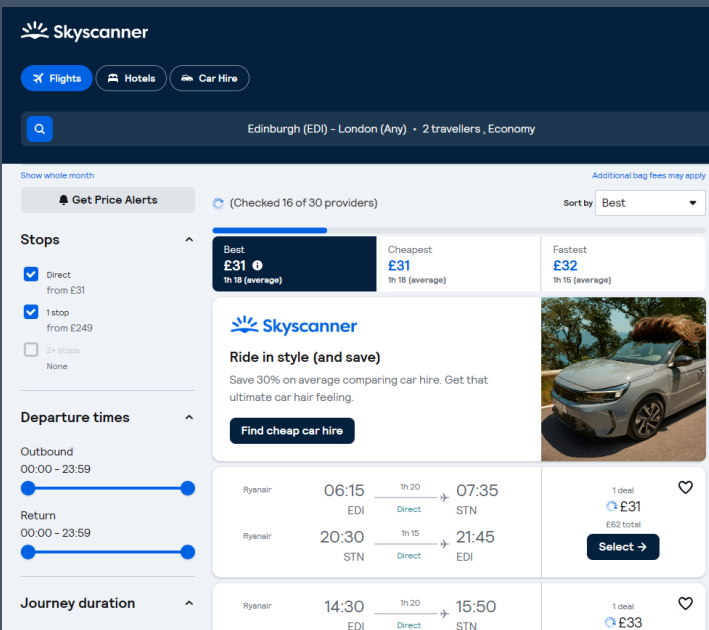 Skyscanner
Flights
Hotels
Car Hire
Edinburgh (EDI) - London (Any) • 2 travellers , Economy
Show whole month
Additional bag fees may apply
Get Price Alerts
(Checked 16 of 30 providers)
Sort by
Best
Stops
Direct
from £31
1 stop
from £249
2+ stops
None
Best
£31
1h 18 (average)
Cheapest
£31
1h 18 (average)
Fastest
£32
1h 15 (average)
Skyscanner
Ride in style (and save)
Save 30% on average comparing car hire. Get that
ultimate car hair feeling.
Find cheap car hire
Departure times
Outbound
00:00 - 23:59
Return
00:00 - 23:59
Journey duration
Ryanair
06:15
EDI
1h 20
Direct
07:35
STN
Ryanair
20:30
STN
1h 15
Direct
21:45
EDI
1 deal
£31
£62 total
Select →
Ryanair
14:30
EDI
1h 20
Direct
15:50
STN
1 deal
£33